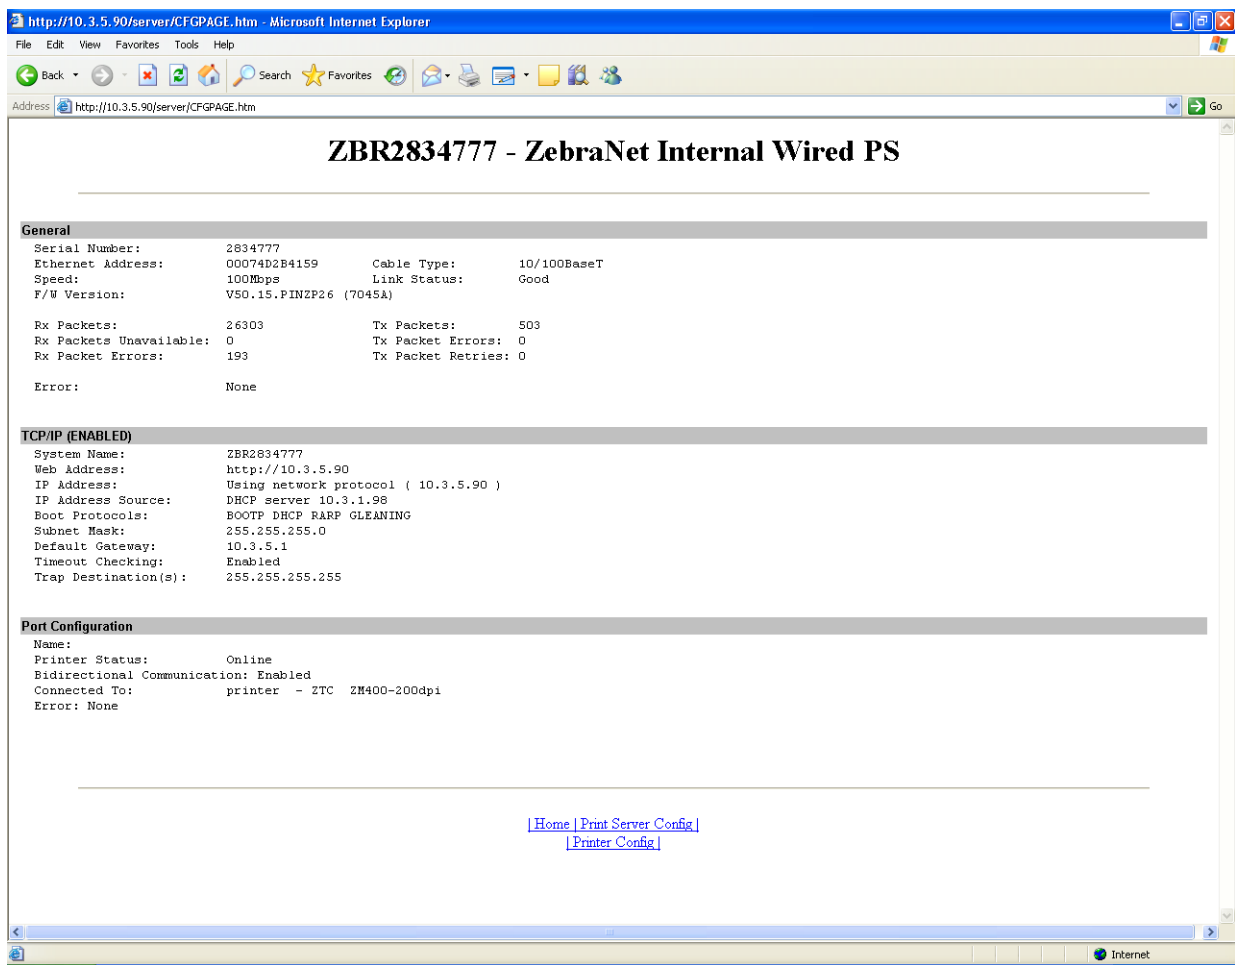 http://10.3.5.90/server/CFGPAGE.htm - Microsoft Internet Explorer
File Edit View Favorites Tools Help
Back Search Favorites
Address http://10.3.5.90/server/CFGPAGE.htm Go
ZBR2834777 - ZebraNet Internal Wired PS
General
Serial Number: 2834777
Ethernet Address: 00074D2B4159 Cable Type: 10/100BaseT
Speed: 100Mbps Link Status: Good
F/W Version: V50.15.PINZP26 (7045A)
Rx Packets: 26303 Tx Packets: 503
Rx Packets Unavailable: 0 Tx Packet Errors: 0
Rx Packet Errors: 193 Tx Packet Retries: 0
Error: None
TCP/IP (ENABLED)
System Name: ZBR2834777
Web Address: http://10.3.5.90
IP Address: Using network protocol ( 10.3.5.90 )
IP Address Source: DHCP server 10.3.1.98
Boot Protocols: BOOTP DHCP RARP GLEANING
Subnet Mask: 255.255.255.0
Default Gateway: 10.3.5.1
Timeout Checking: Enabled
Trap Destination(s): 255.255.255.255
Port Configuration
Name:
Printer Status: Online
Bidirectional Communication: Enabled
Connected To: printer - ZTC ZM400-200dpi
Error: None
| Home | Print Server Config |
| Printer Config |
Internet